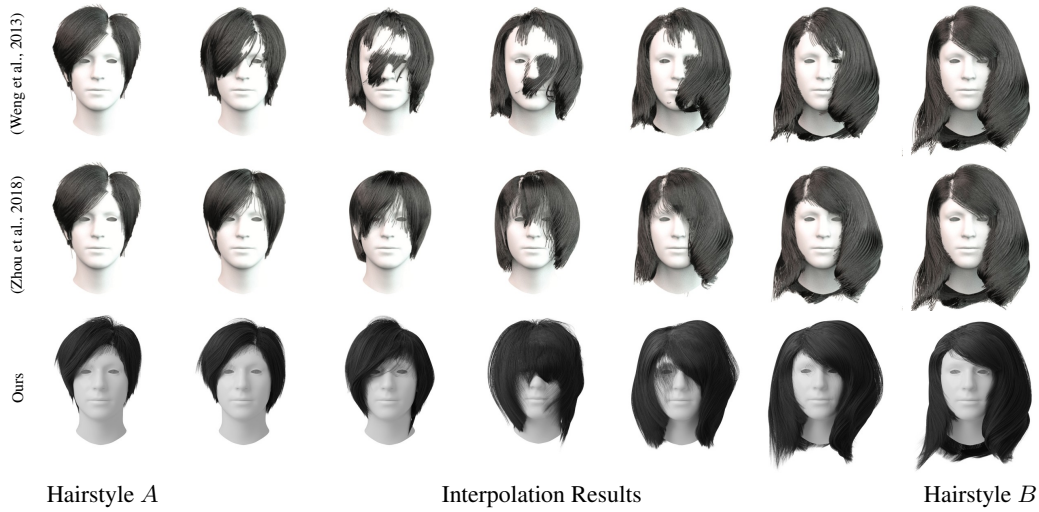 (Weng et al., 2013)
(Zhou et al., 2018)
Ours
Hairstyle A
Interpolation Results
Hairstyle B